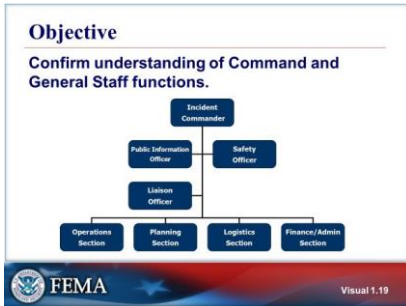 Objective
Confirm understanding of Command and
General Staff functions.
Incident
Commander
Public Information
Officer
Safety
Officer
Liaison
Officer
Operations
Section
Planning
Section
Logistics
Section
Finance/Admin
Section
FEMA
Visual 1.19